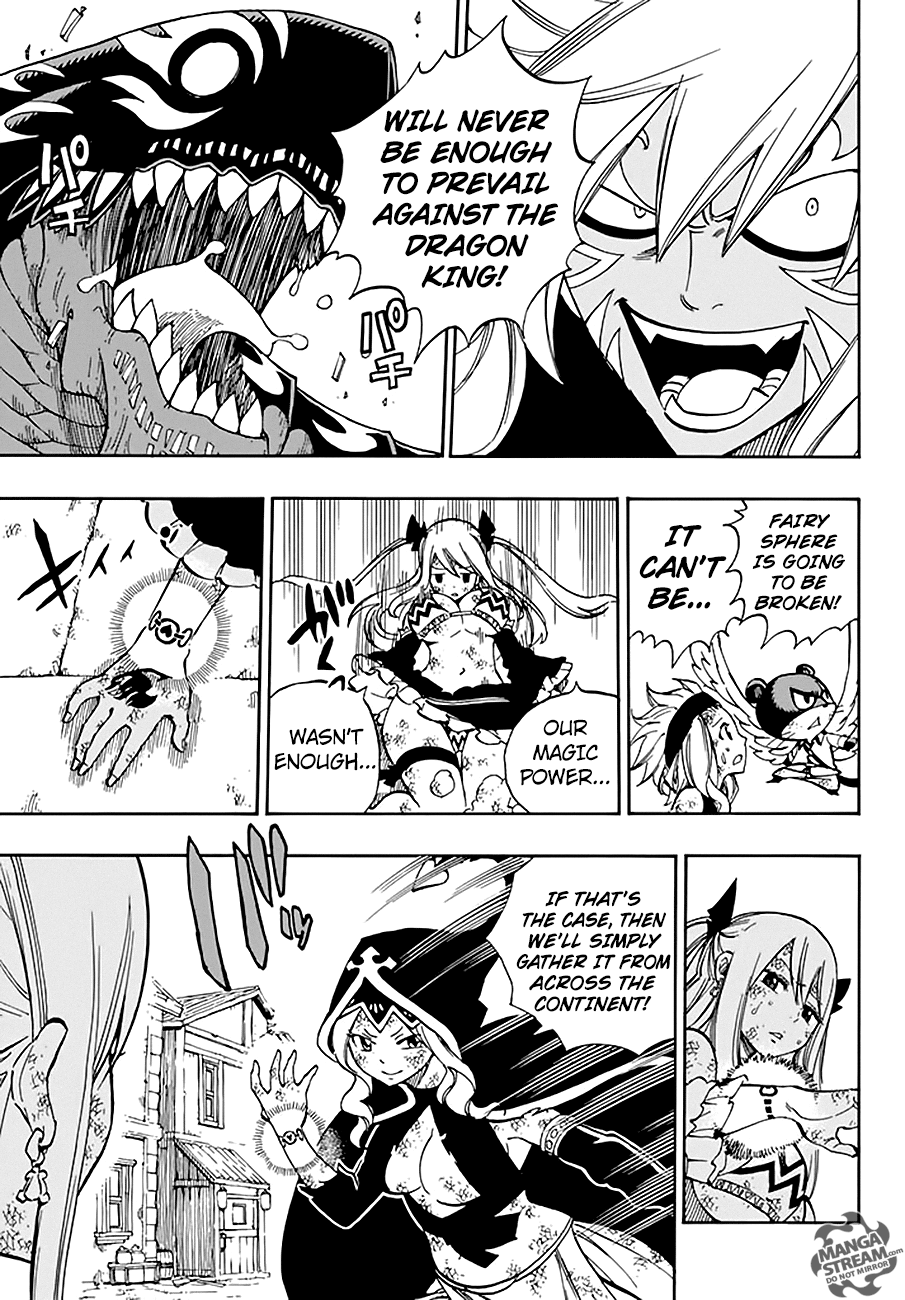 WILL NEVER
BE ENOUGH
TO PREVAIL
AGAINST THE
DRAGON
KING!
パキ
パキ
FAIRY
SPHERE
IS GOING
TO BE
BROKEN!
IT
CAN'T
BE...
OUR
MAGIC
POWER...
WASN'T
ENOUGH...
IF THAT'S
THE CASE, THEN
WE'LL SIMPLY
GATHER IT FROM
ACROSS THE
CONTINENT!
MANGA
STREAM.com
DO NOT MIRROR